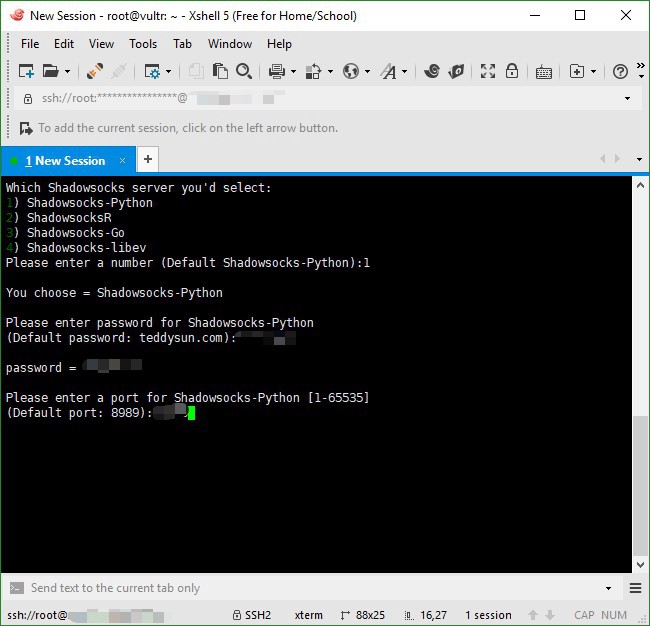 New Session - root@vultr: ~ - Xshell 5 (Free for Home/School)
File Edit View Tools Tab Window Help
ssh://root:****************@
To add the current session, click on the left arrow button.
1 New Session × +
Which Shadowsocks server you'd select:
1) Shadowsocks-Python
2) ShadowsocksR
3) Shadowsocks-Go
4) Shadowsocks-libev
Please enter a number (Default Shadowsocks-Python):1
You choose = Shadowsocks-Python
Please enter password for Shadowsocks-Python
(Default password: teddysun.com):
password =
Please enter a port for Shadowsocks-Python [1-65535]
(Default port: 8989):
Send text to the current tab only
ssh://root@ SSH2 xterm 88x25 16,27 1 session CAP NUM